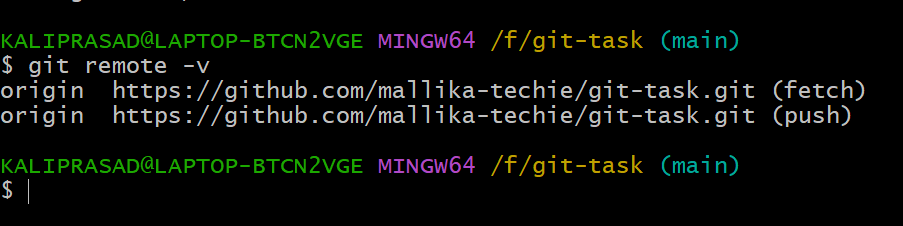 KALIPRASAD@LAPTOP-BTCN2VGE MINGW64 /f/git-task (main)
$ git remote -v
origin  https://github.com/mallika-techie/git-task.git (fetch)
origin  https://github.com/mallika-techie/git-task.git (push)
KALIPRASAD@LAPTOP-BTCN2VGE MINGW64 /f/git-task (main)
$